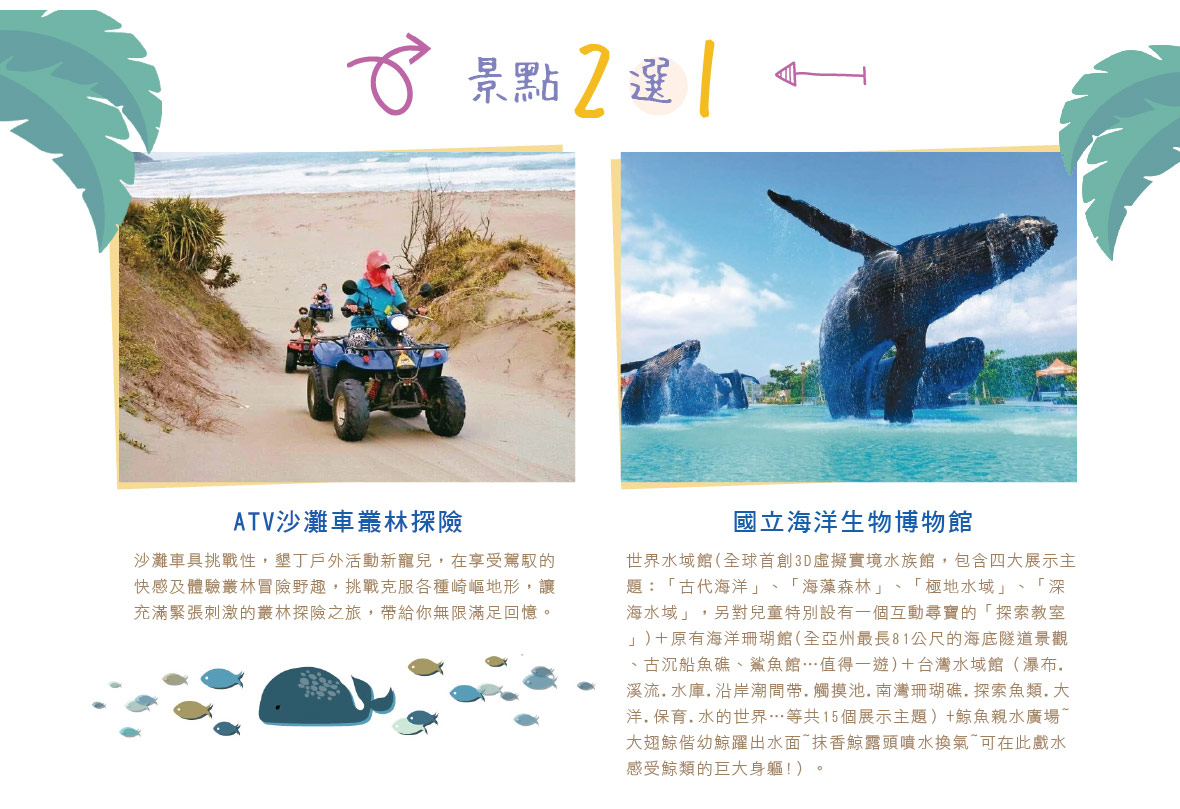 景點2選1
ATV沙灘車叢林探險
沙灘車具挑戰性，墾丁戶外活動新寵兒，在享受駕馭的
快感及體驗叢林冒險野趣，挑戰克服各種崎嶇地形，讓
充滿緊張刺激的叢林探險之旅，帶給你無限滿足回憶。
國立海洋生物博物館
世界水域館(全球首創3D虛擬實境水族館，包含四大展示主
題：「古代海洋」、「海藻森林」、「極地水域」、「深
海水域」，另對兒童特別設有一個互動尋寶的「探索教室
」)＋原有海洋珊瑚館(全亞州最長81公尺的海底隧道景觀
、古沉船魚礁、鯊魚館…值得一遊)＋台灣水域館（瀑布.
溪流.水庫.沿岸潮間帶.觸摸池.南灣珊瑚礁.探索魚類.大
洋.保育.水的世界…等共15個展示主題）+鯨魚親水廣場~
大翅鯨偕幼鯨躍出水面~抹香鯨露頭噴水換氣~可在此戲水
感受鯨類的巨大身軀!）。